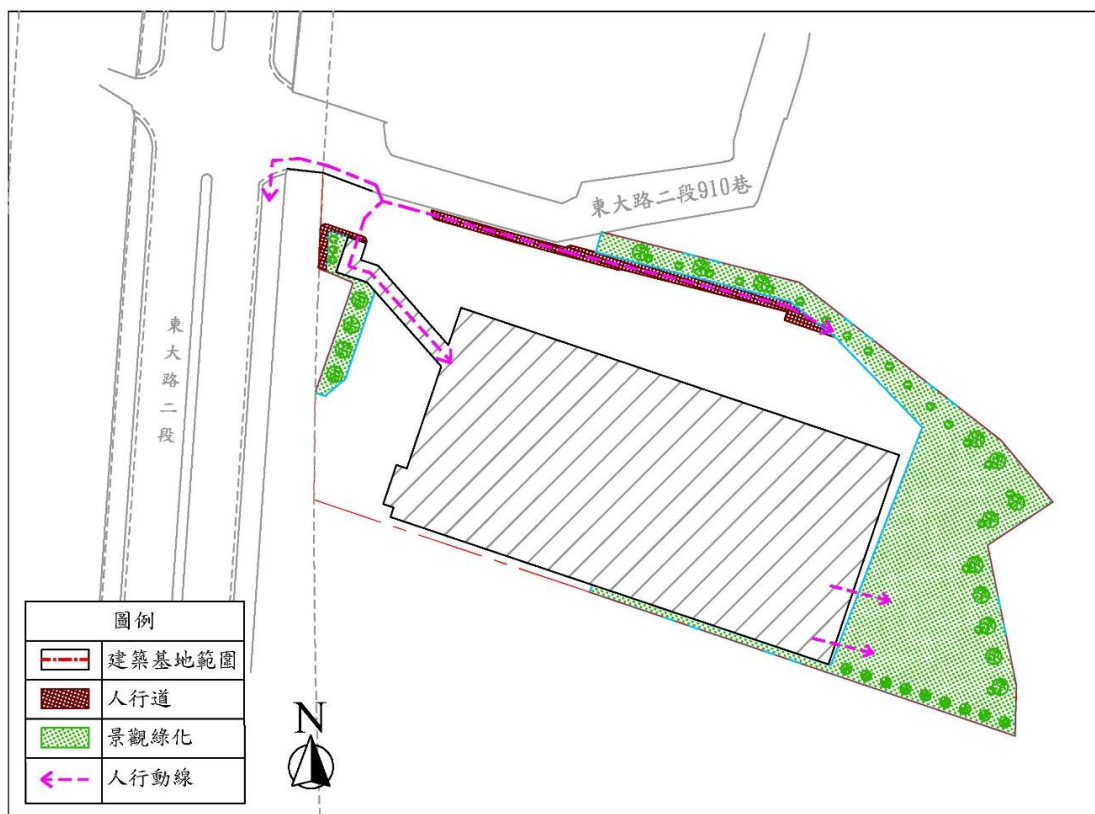 東大路二段910巷
東大路二段
圖例
建築基地範圍
人行道
景觀綠化
人行動線
N